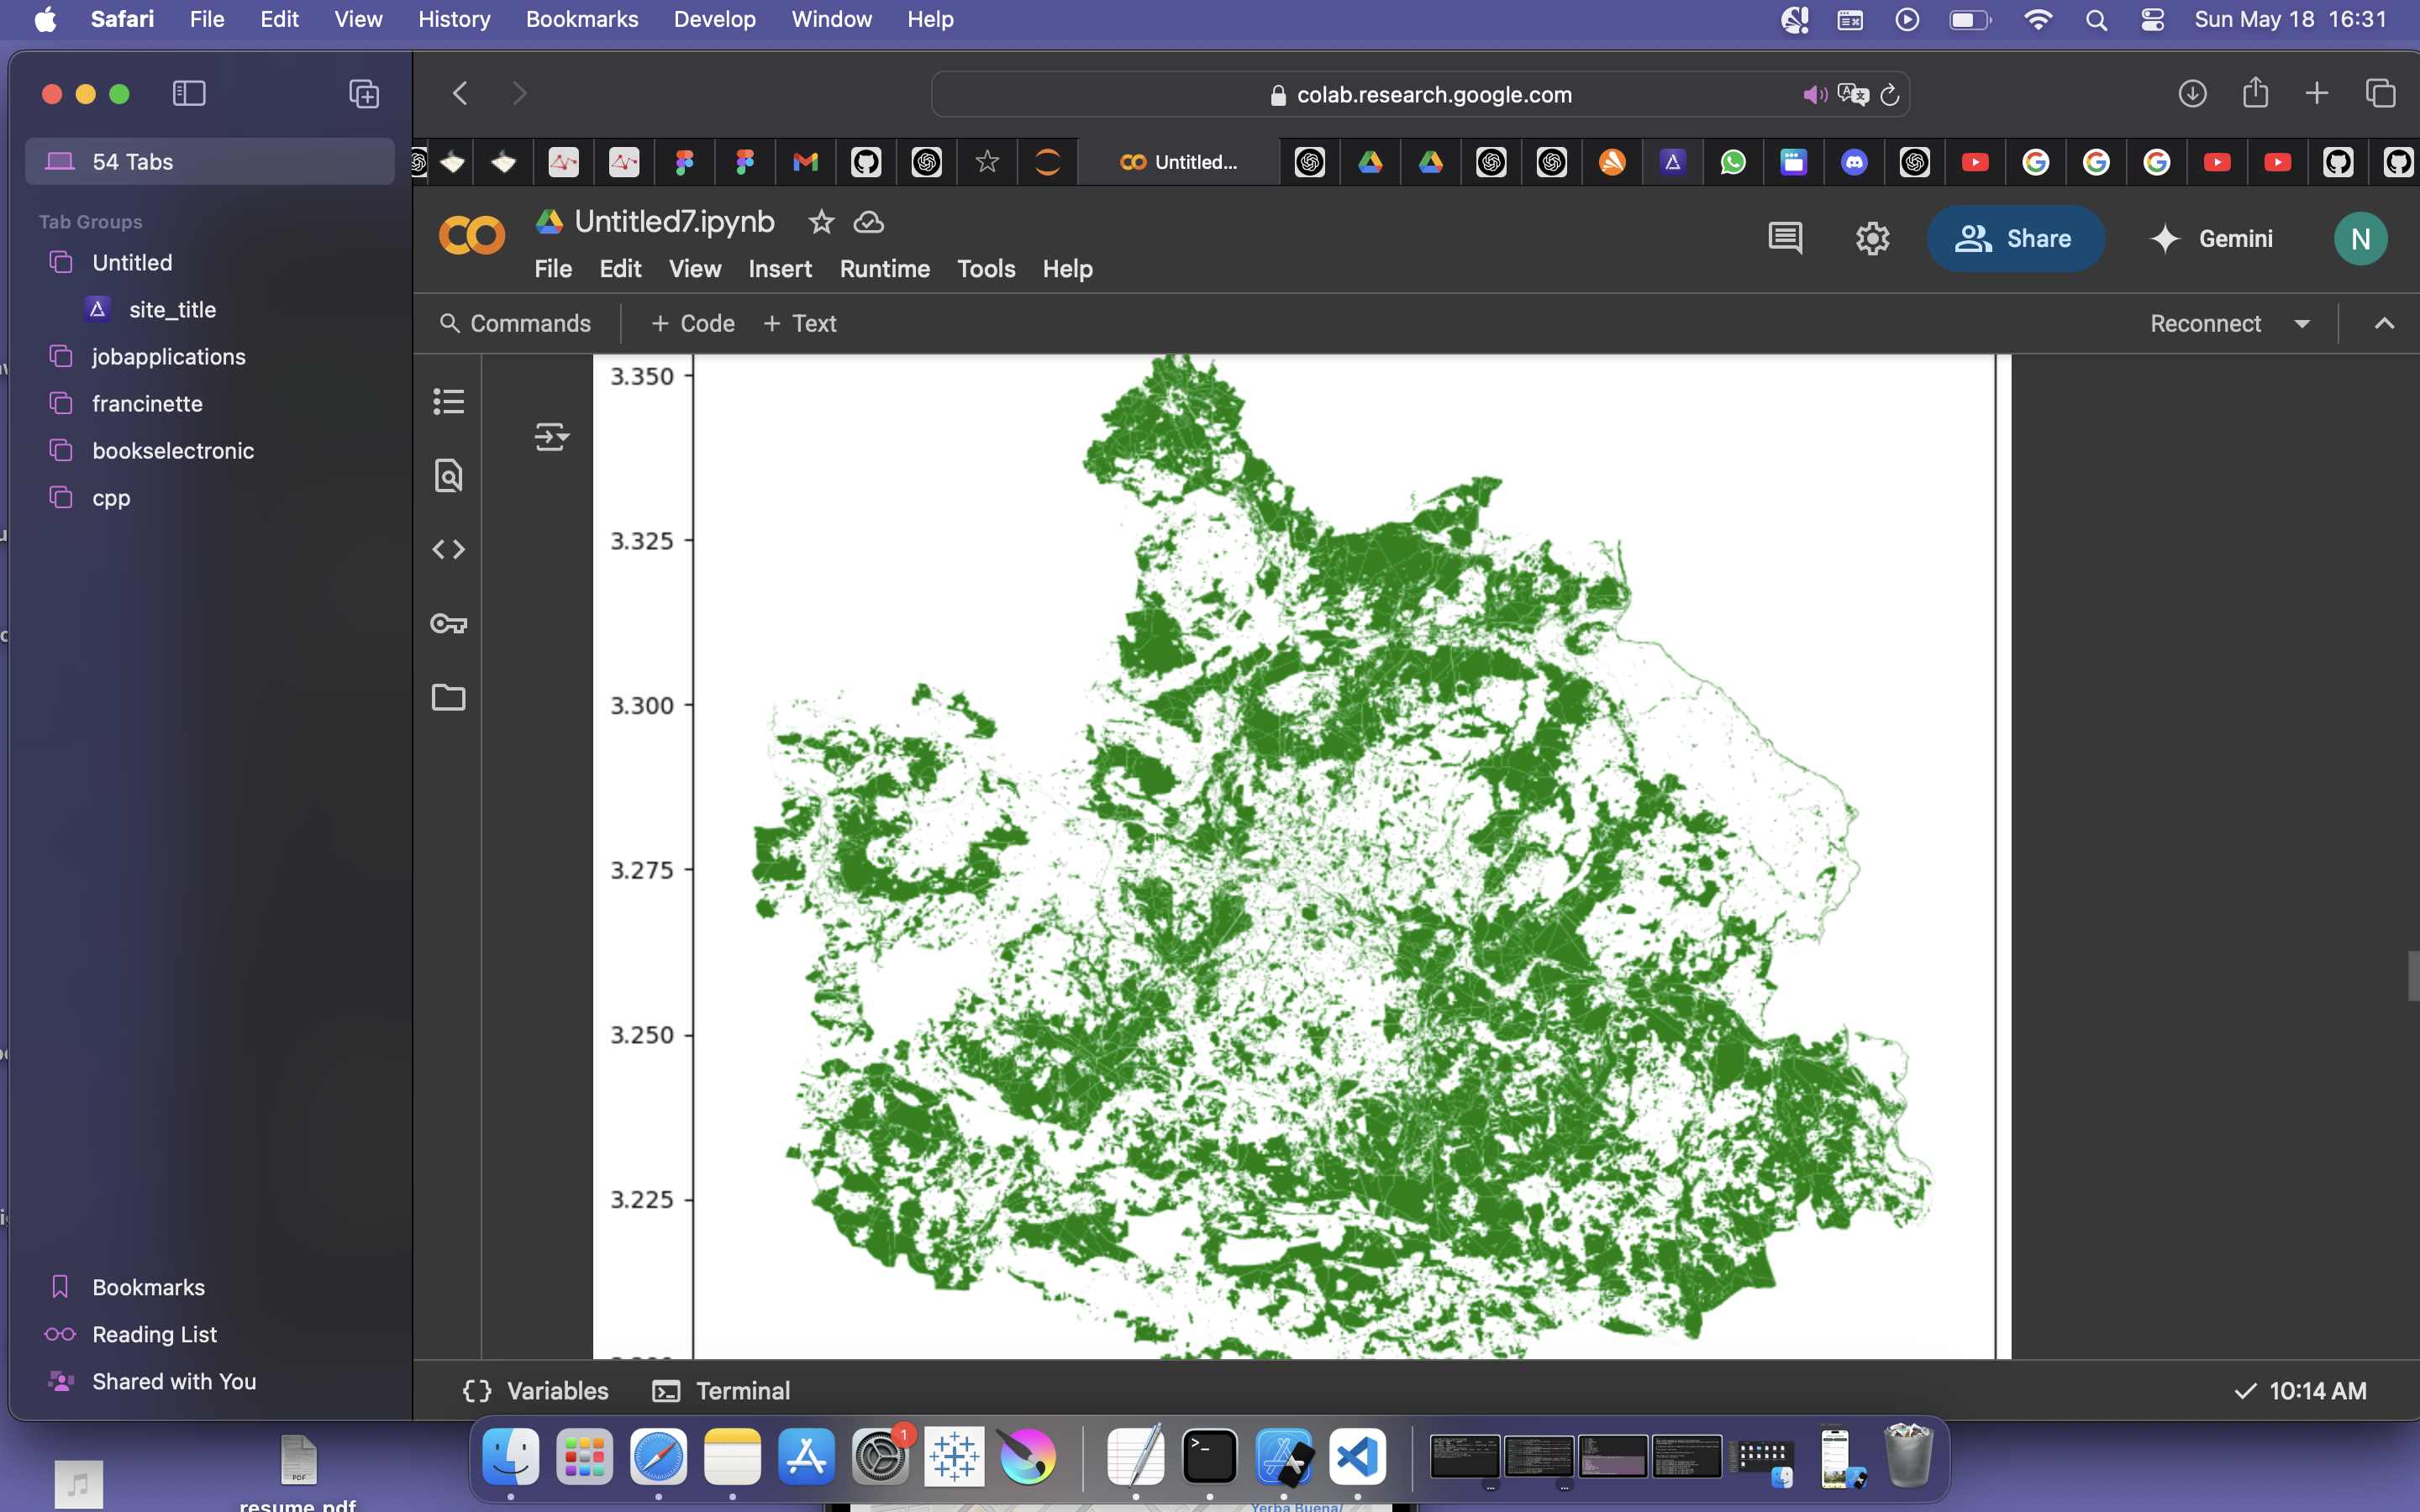 Safari File Edit View History Bookmarks Develop Window Help
Sun May 18 16:31
colab.research.google.com
54 Tabs
Untitled...
Tab Groups
Untitled
site_title
jobapplications
francinette
bookselectronic
cpp
Bookmarks
Reading List
Shared with You
Untitled7.ipynb
File Edit View Insert Runtime Tools Help
Share
Gemini
N
Commands
+ Code + Text
Reconnect
3.350
3.325
3.300
3.275
3.250
3.225
Variables
Terminal
10:14 AM
1
PDF
resume.pdf
Yerba Buena/